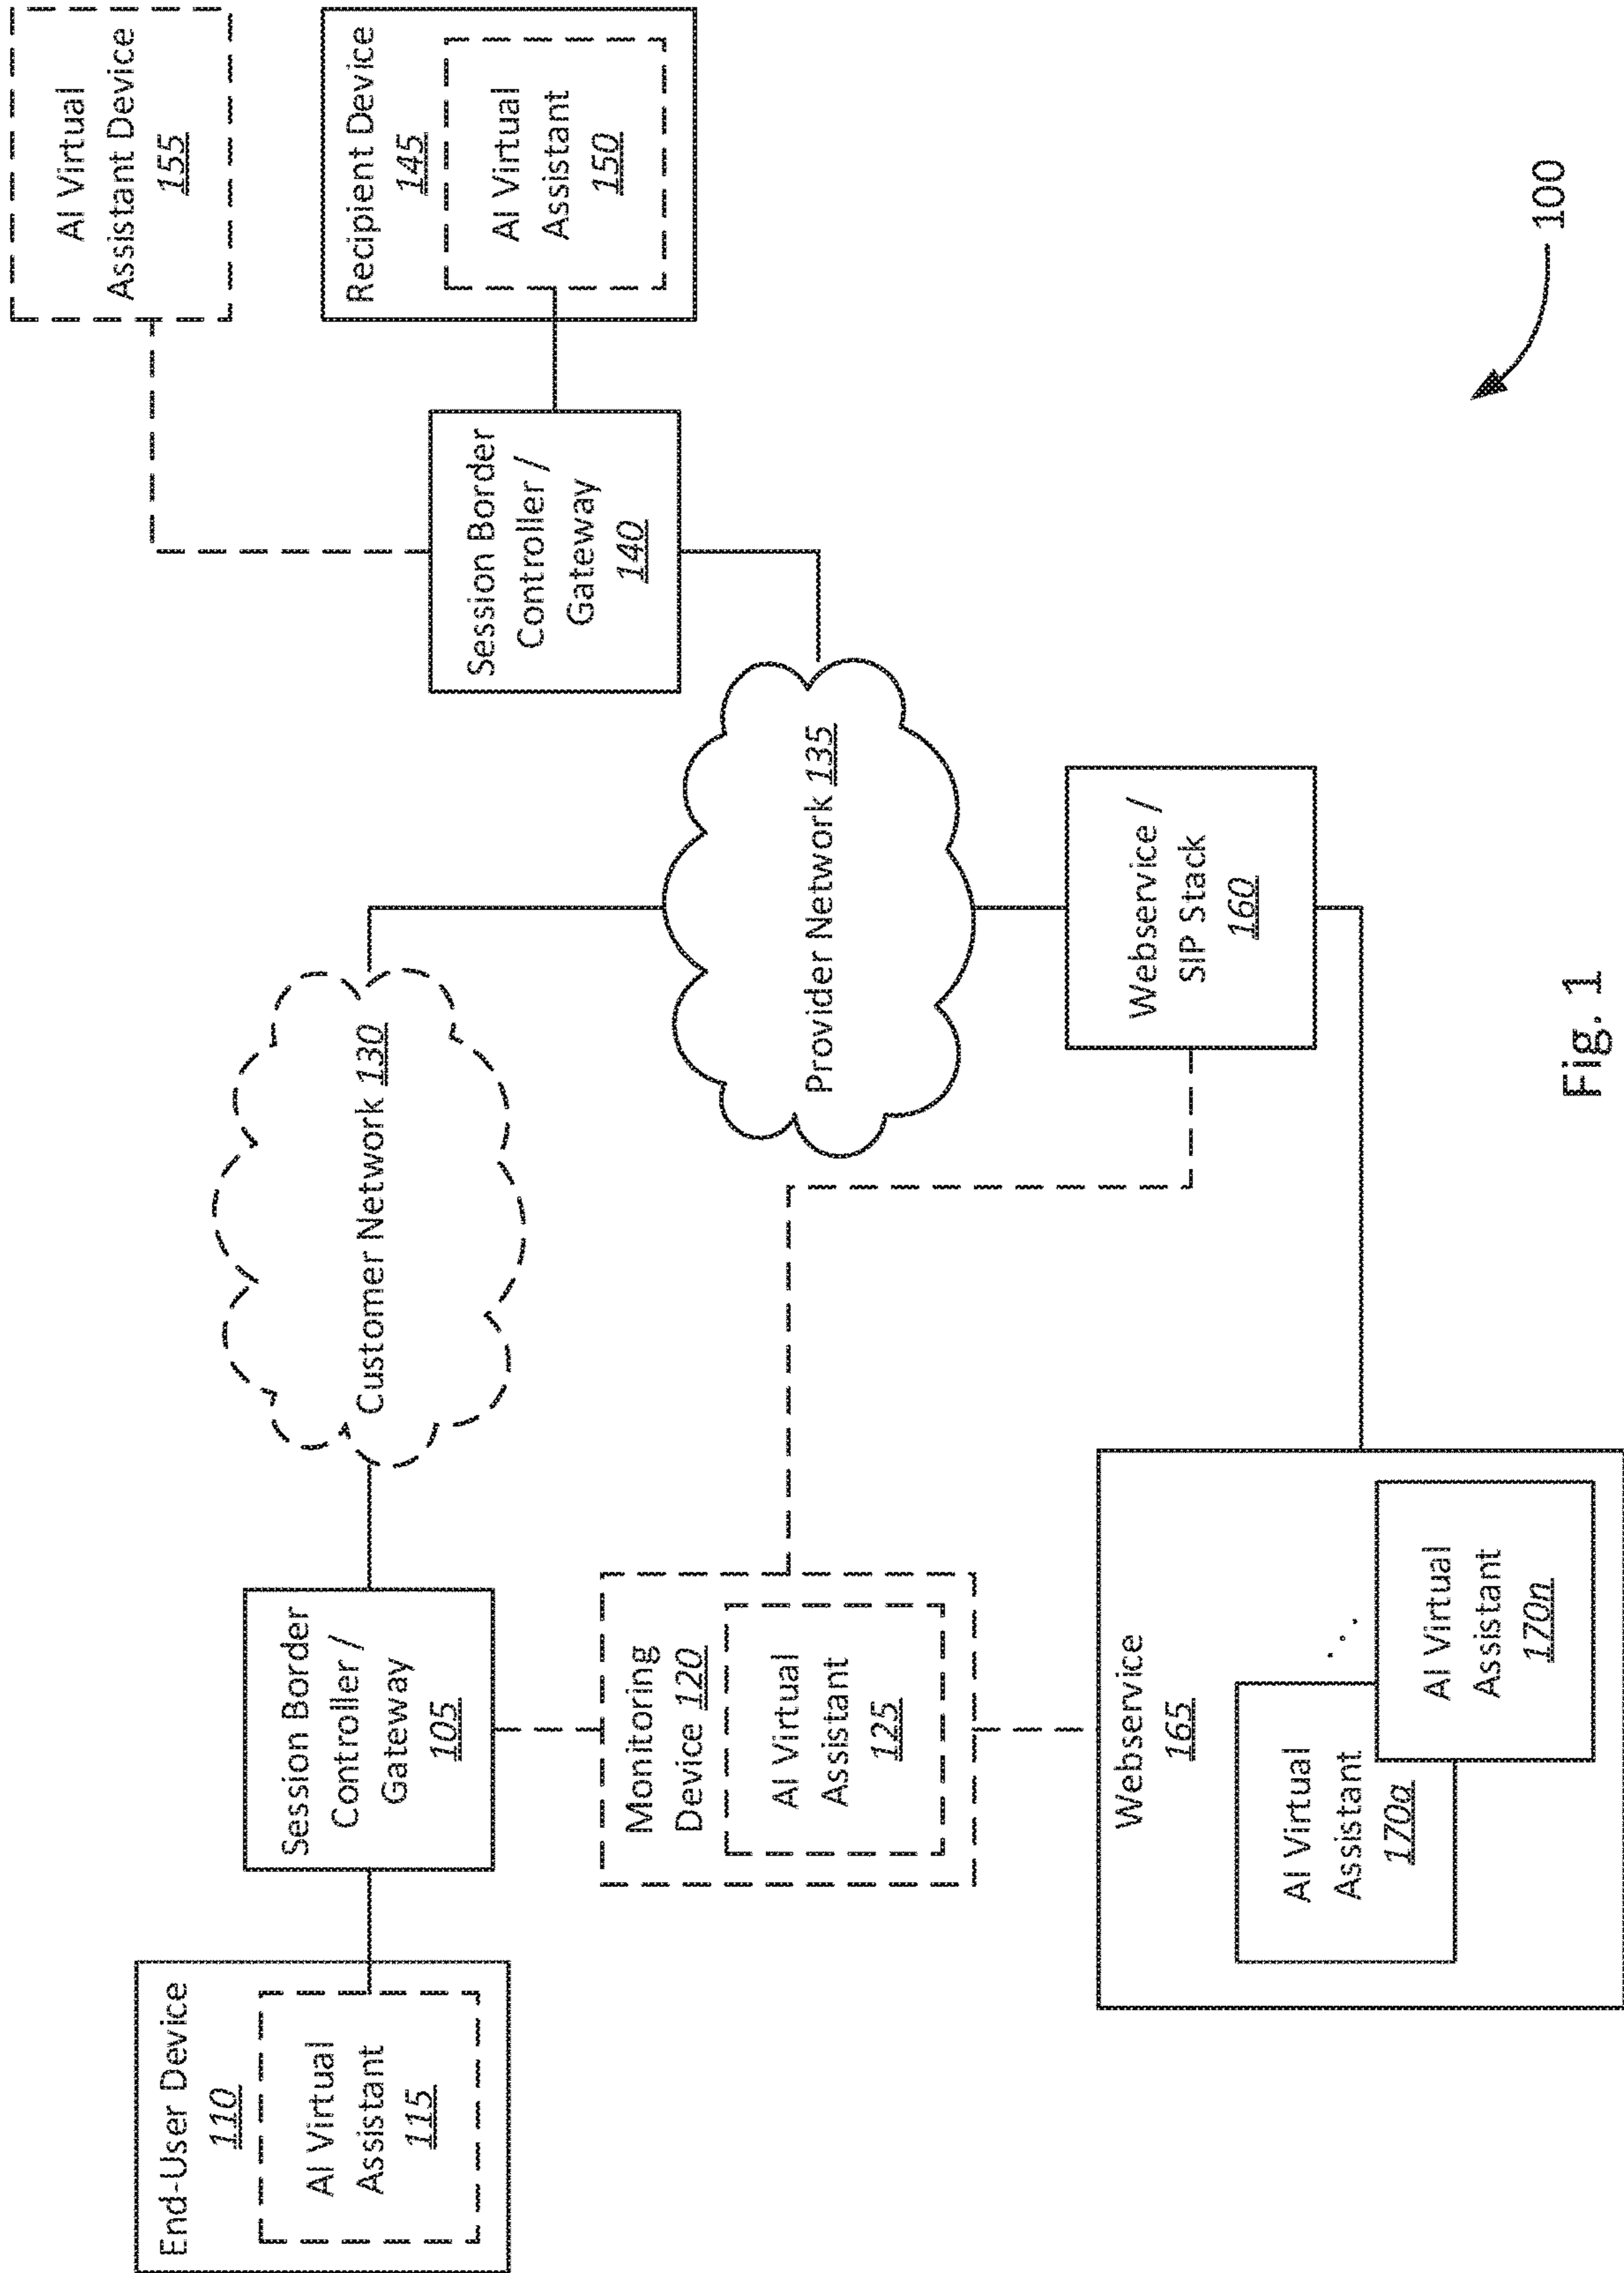 AI Virtual
Assistant Device
155
End-User Device
110
AI Virtual
Assistant
115
Session Border
Controller /
Gateway
105
Customer Network 130
Recipient Device
145
AI Virtual
Assistant
150
Session Border
Controller /
Gateway
140
Monitoring
Device 120
AI Virtual
Assistant
125
Provider Network 135
Webservice
165
AI Virtual
Assistant
170a
. . .
AI Virtual
Assistant
170n
Webservice /
SIP Stack
160
100
Fig. 1